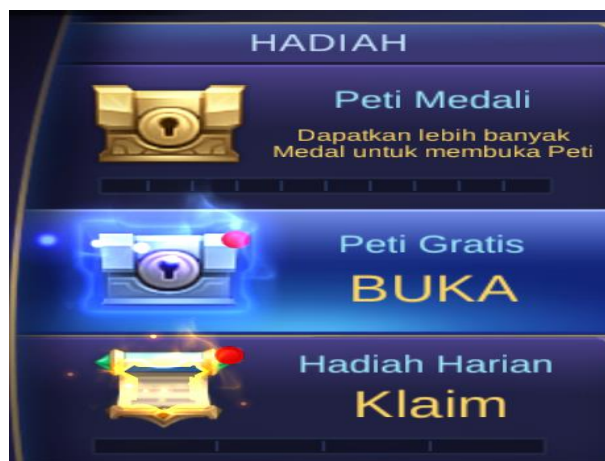 HADIAH
Peti Medali
Dapatkan lebih banyak
Medal untuk membuka Peti
Peti Gratis
BUKA
Hadiah Harian
Klaim